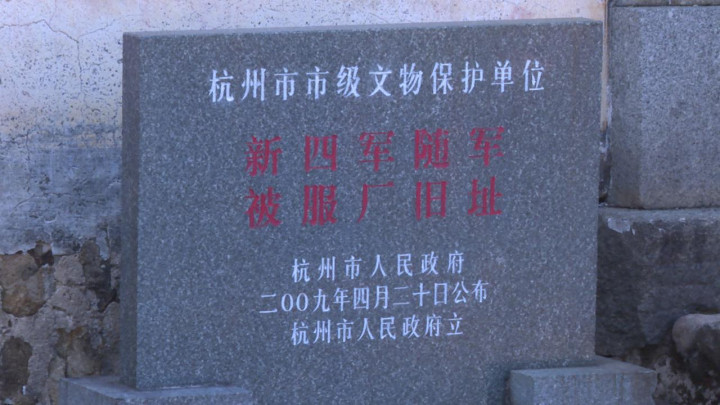 杭州市市级文物保护单位
新四军随军
被服厂旧址
杭州市人民政府
二〇〇九年四月二十日公布
杭州市人民政府立